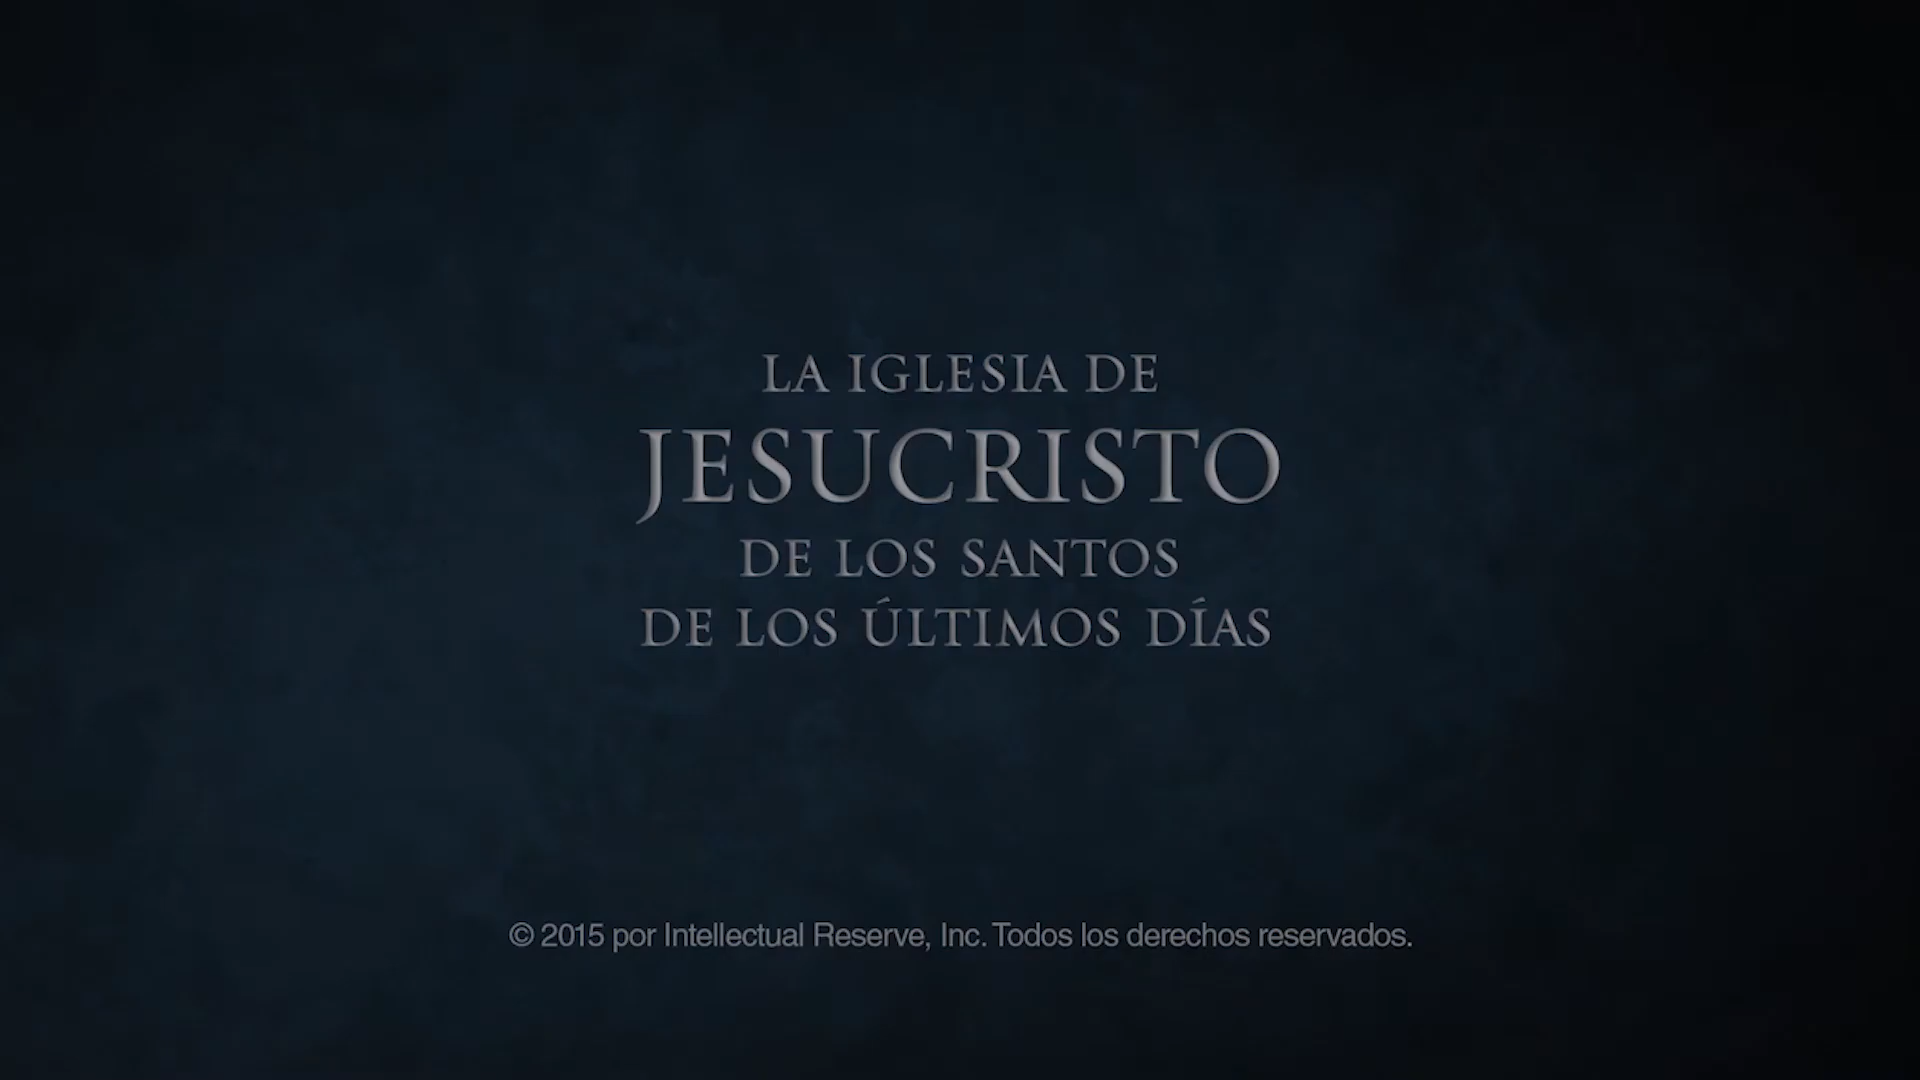 LA IGLESIA DE
JESUCRISTO
DE LOS SANTOS
DE LOS ÚLTIMOS DÍAS
© 2015 por Intellectual Reserve, Inc. Todos los derechos reservados.